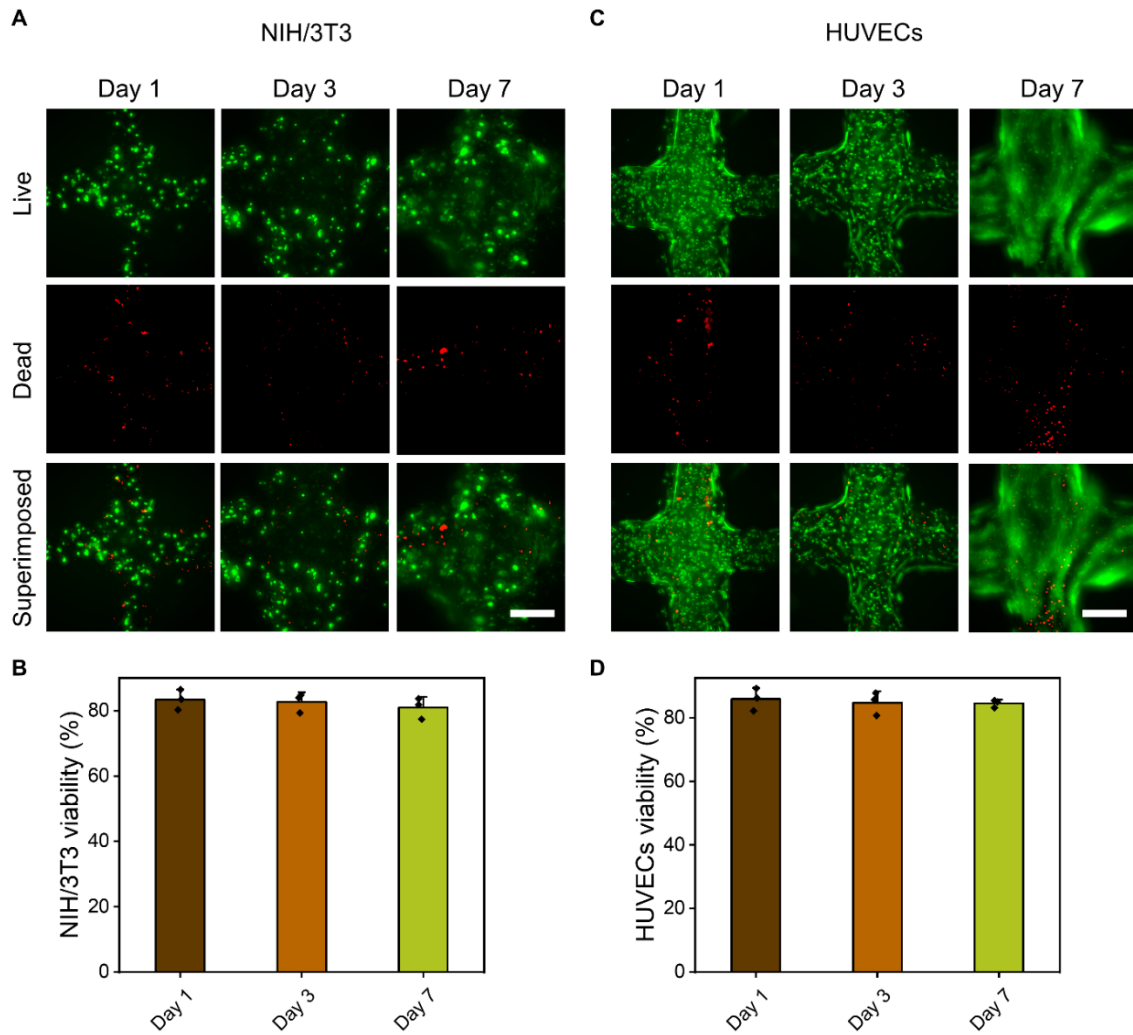 A
NIH/3T3
Day 1
Day 3
Day 7
Live
Dead
Superimposed
C
HUVECs
Day 1
Day 3
Day 7
B
NIH/3T3 viability (%)
80
60
40
20
0
Day 1
Day 3
Day 7
D
HUVECs viability (%)
80
60
40
20
0
Day 1
Day 3
Day 7